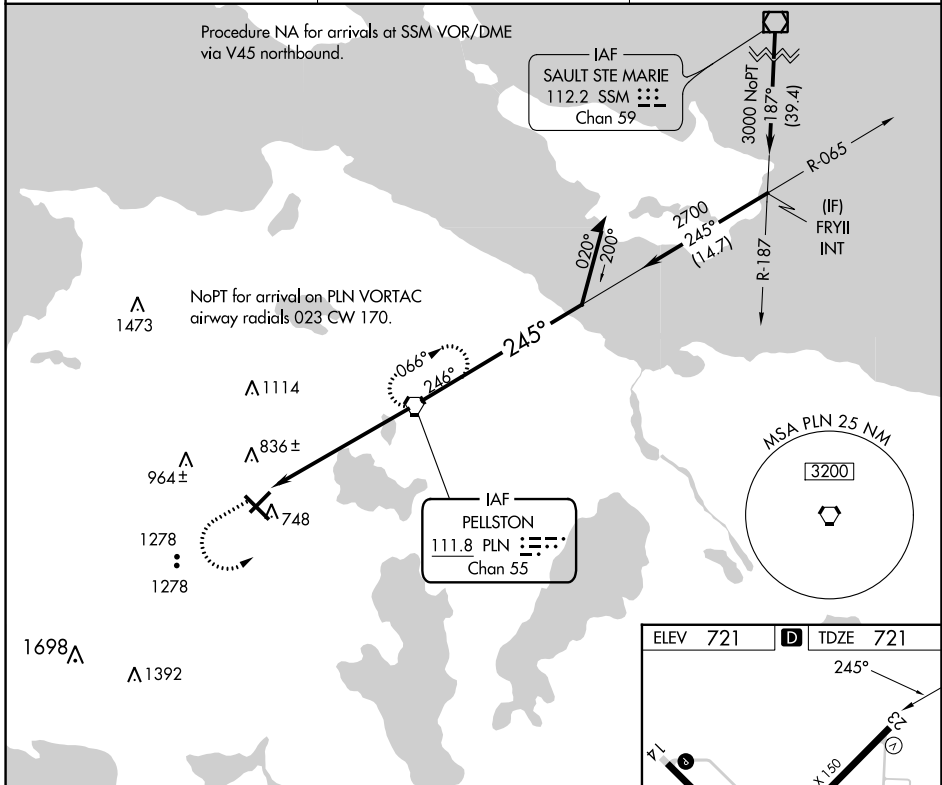 Procedure NA for arrivals at SSM VOR/DME
via V45 northbound.
IAF
SAULT STE MARIE
112.2 SSM
Chan 59
3000 NoPT
187°
(39.4)
R-065
2700
245°
(14.7)
(IF)
FRYII
INT
R-187
020°
200°
NoPT for arrival on PLN VORTAC
airway radials 023 CW 170.
1473
245°
066°
246°
1114
836±
964±
748
MSA PLN 25 NM
3200
IAF
PELLSTON
111.8 PLN
Chan 55
1278
1278
1698
1392
ELEV 721 D TDZE 721
245°
23
V
14
P
X 150